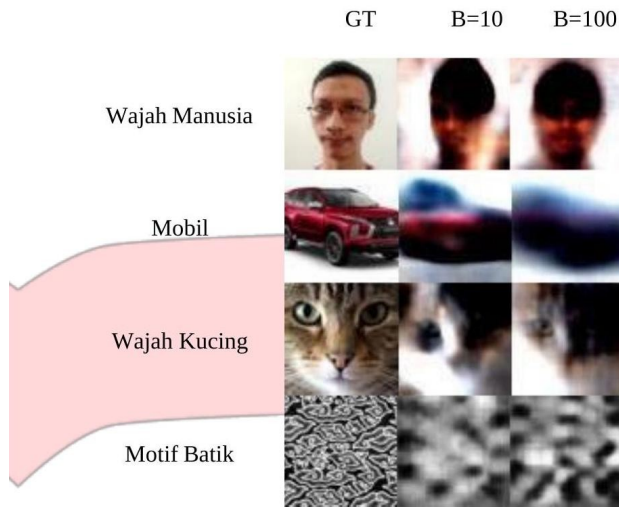 GT B=10 B=100
Wajah Manusia
Mobil
Wajah Kucing
Motif Batik